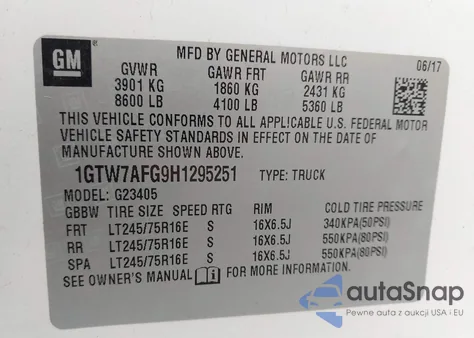 GM
MFD BY GENERAL MOTORS LLC
06/17
GVWR GAWR FRT GAWR RR
3901 KG 1860 KG 2431 KG
8600 LB 4100 LB 5360 LB
THIS VEHICLE CONFORMS TO ALL APPLICABLE U.S. FEDERAL MOTOR
VEHICLE SAFETY STANDARDS IN EFFECT ON THE DATE OF
MANUFACTURE SHOWN ABOVE.
1GTW7AFG9H1295251 TYPE: TRUCK
MODEL: G23405
GBBW TIRE SIZE SPEED RTG RIM COLD TIRE PRESSURE
FRT LT245/75R16E S 16X6.5J 340KPA(50PSI)
RR LT245/75R16E S 16X6.5J 550KPA(80PSI)
SPA LT245/75R16E S 16X6.5J 550KPA(80PSI)
SEE OWNER'S MANUAL FOR MORE INFORMATION.
autoSnap
Pewne auta z aukcji USA i EU